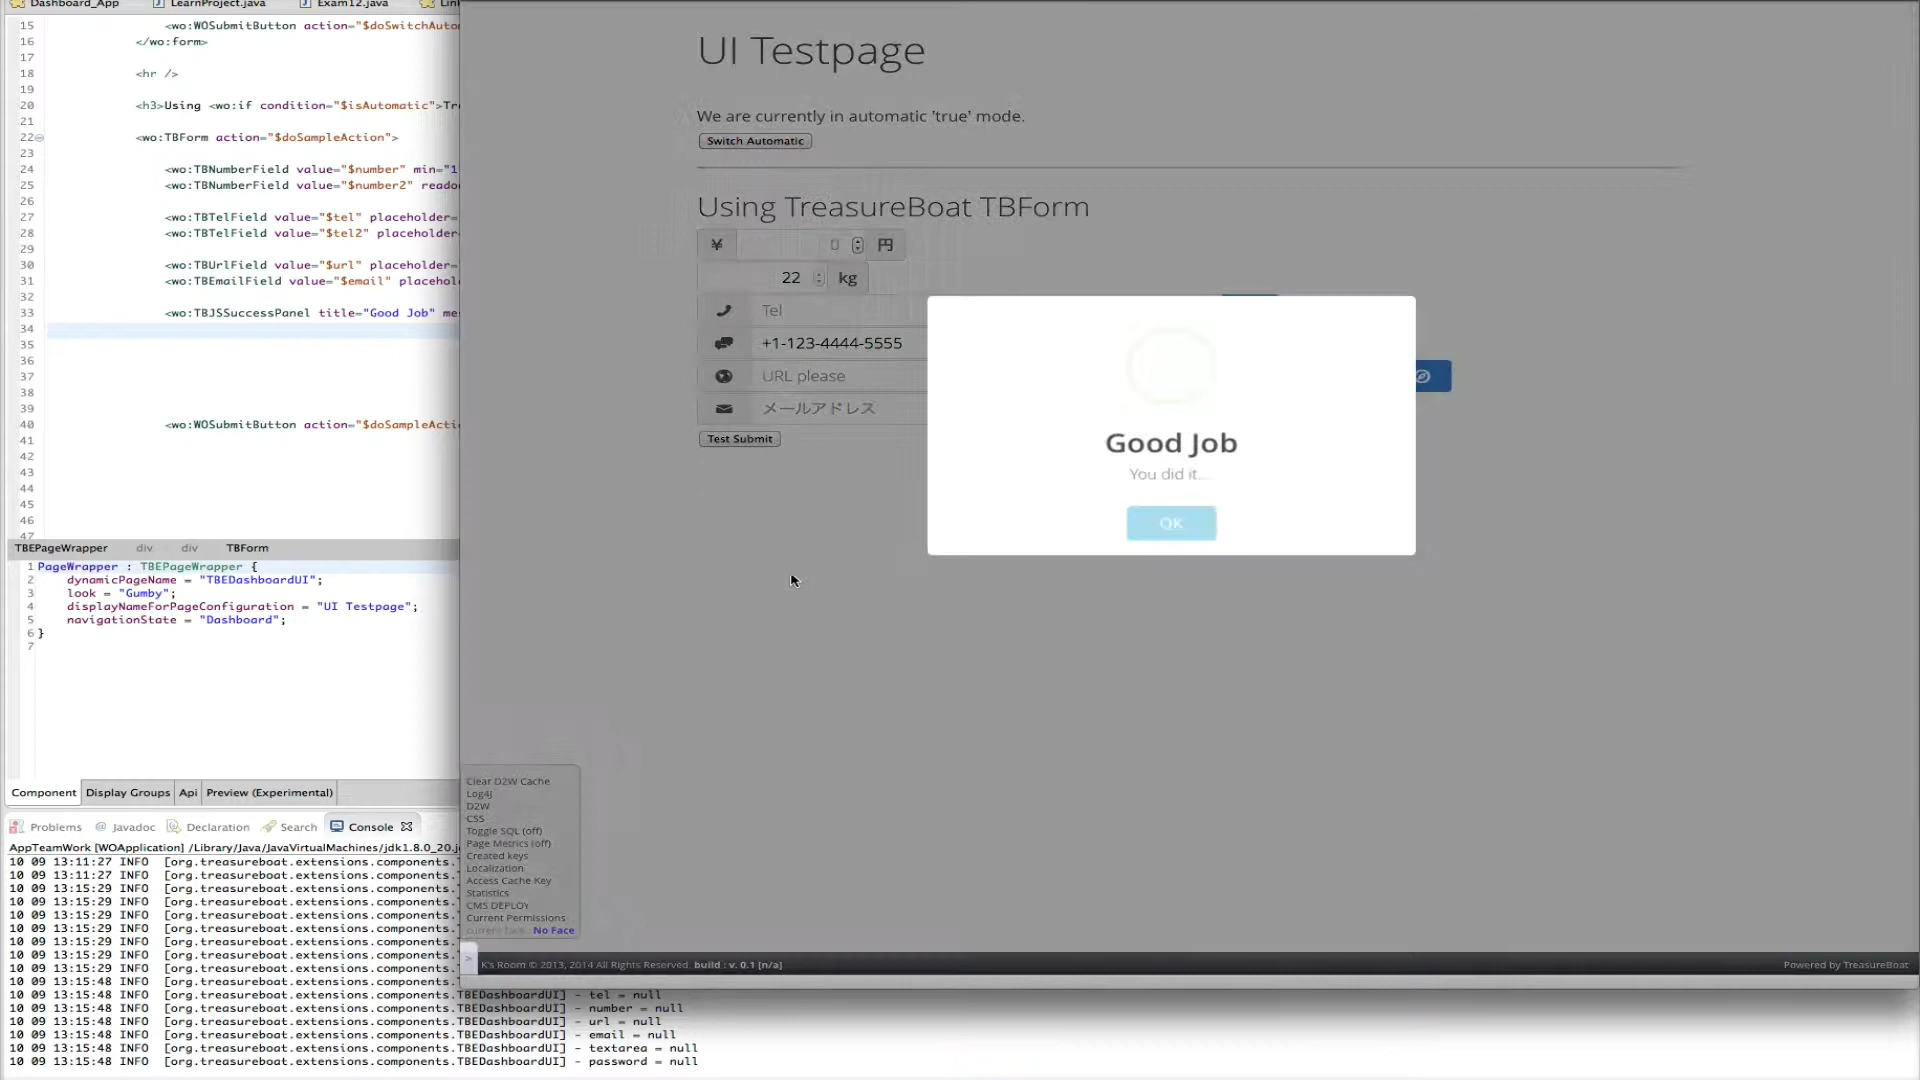 Dashboard_App LearnProject.java Exam12.java
15 <wo:WOSubmitButton action="$doSwitchAuto
16 </wo:form>
17
18 <hr />
19
20 <h3>Using <wo:if condition="$isAutomatic">Tr
21
22 <wo:TBForm action="$doSampleAction">
23
24 <wo:TBNumberField value="$number" min="1
25 <wo:TBNumberField value="$number2" reado
26
27 <wo:TBTelField value="$tel" placeholder=
28 <wo:TBTelField value="$tel2" placeholder
29
30 <wo:TBUrlField value="$url" placeholder=
31 <wo:TBEmailField value="$email" placehol
32
33 <wo:TBJSSuccessPanel title="Good Job" me
34
35
36
37
38
39
40 <wo:WOSubmitButton action="$doSampleActi
41
42
43
44
45
46
47
TBEPageWrapper div div TBForm
1 PageWrapper : TBEPageWrapper {
2 dynamicPageName = "TBEDashboardUI";
3 look = "Gumby";
4 displayNameForPageConfiguration = "UI Testpage";
5 navigationState = "Dashboard";
6 }
7
Component Display Groups Api Preview (Experimental)
Problems @ Javadoc Declaration Search Console
AppTeamWork [WOApplication] /Library/Java/JavaVirtualMachines/jdk1.8.0_20.j
10 09 13:11:27 INFO [org.treasureboat.extensions.components.
10 09 13:11:27 INFO [org.treasureboat.extensions.components.
10 09 13:15:29 INFO [org.treasureboat.extensions.components.
10 09 13:15:29 INFO [org.treasureboat.extensions.components.
10 09 13:15:29 INFO [org.treasureboat.extensions.components.
10 09 13:15:29 INFO [org.treasureboat.extensions.components.
10 09 13:15:29 INFO [org.treasureboat.extensions.components.
10 09 13:15:29 INFO [org.treasureboat.extensions.components.
10 09 13:15:29 INFO [org.treasureboat.extensions.components.
10 09 13:15:48 INFO [org.treasureboat.extensions.components.
10 09 13:15:48 INFO [org.treasureboat.extensions.components.TBEDashboardUI] - tel = null
10 09 13:15:48 INFO [org.treasureboat.extensions.components.TBEDashboardUI] - number = null
10 09 13:15:48 INFO [org.treasureboat.extensions.components.TBEDashboardUI] - url = null
10 09 13:15:48 INFO [org.treasureboat.extensions.components.TBEDashboardUI] - email = null
10 09 13:15:48 INFO [org.treasureboat.extensions.components.TBEDashboardUI] - textarea = null
10 09 13:15:48 INFO [org.treasureboat.extensions.components.TBEDashboardUI] - password = null
UI Testpage
We are currently in automatic 'true' mode.
Switch Automatic
Using TreasureBoat TBForm
¥ 0 円
22 kg
Tel
+1-123-4444-5555
URL please
メールアドレス
Test Submit
Good Job
You did it...
OK
Clear D2W Cache
Log4J
D2W
CSS
Toggle SQL (off)
Page Metrics (off)
Created keys
Localization
Access Cache Key
Statistics
CMS DEPLOY
Current Permissions
No Face
> K's Room © 2013, 2014 All Rights Reserved. build : v. 0.1 [n/a]
Powered by TreasureBoat